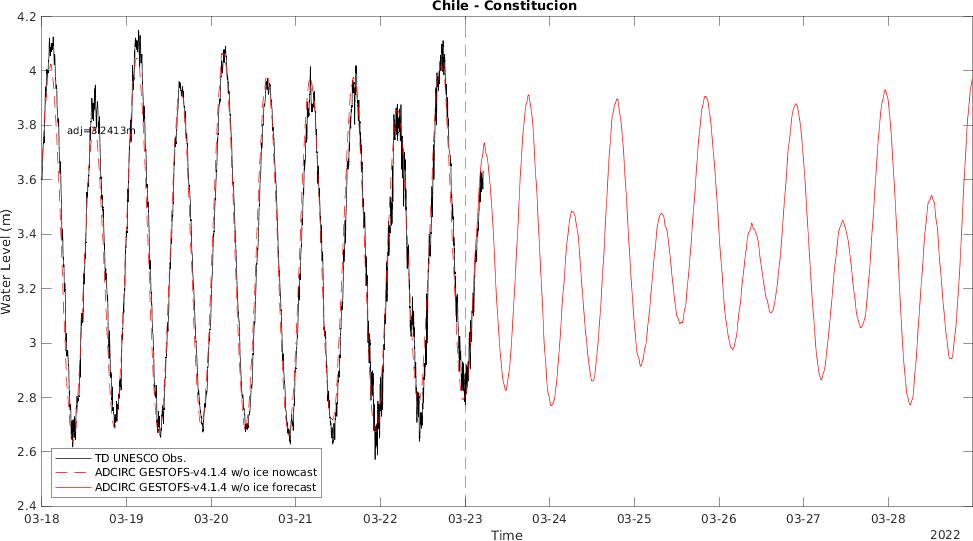 Chile - Constitucion
4.2
4
3.8
3.6
3.4
3.2
3
2.8
2.6
2.4
Water Level (m)
adj=3.2413m
TD UNESCO Obs.
ADCIRC GESTOFS-v4.1.4 w/o ice nowcast
ADCIRC GESTOFS-v4.1.4 w/o ice forecast
03-18 03-19 03-20 03-21 03-22 03-23 03-24 03-25 03-26 03-27 03-28
Time
2022